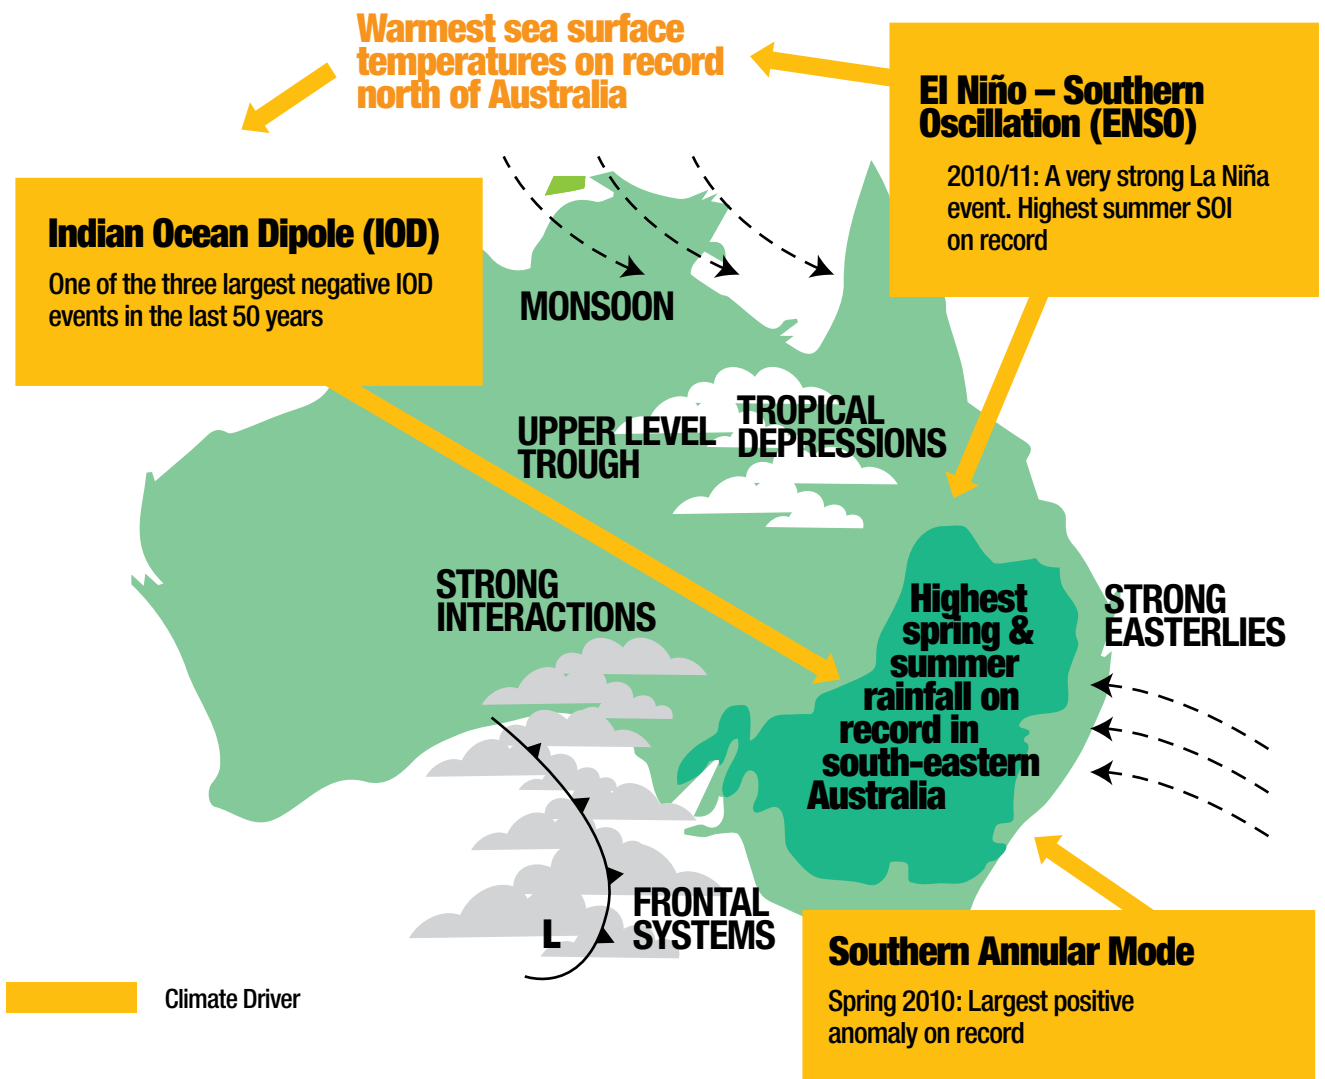 Warmest sea surface
temperatures on record
north of Australia
El Niño – Southern
Oscillation (ENSO)
2010/11: A very strong La Niña
event. Highest summer SOI
on record
Indian Ocean Dipole (IOD)
One of the three largest negative IOD
events in the last 50 years
MONSOON
UPPER LEVEL
TROUGH
TROPICAL
DEPRESSIONS
STRONG
INTERACTIONS
Highest
spring &
summer
rainfall on
record in
south-eastern
Australia
STRONG
EASTERLIES
L
FRONTAL
SYSTEMS
Southern Annular Mode
Spring 2010: Largest positive
anomaly on record
Climate Driver